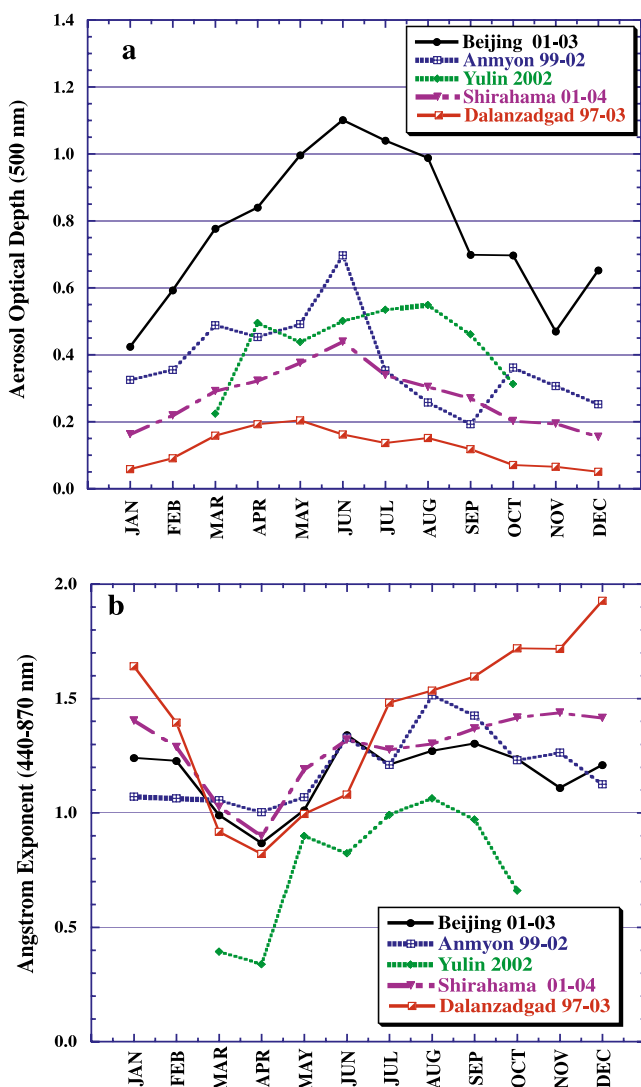 a
Beijing 01-03
Anmyon 99-02
Yulin 2002
Shirahama 01-04
Dalanzadgad 97-03
Aerosol Optical Depth (500 nm)
1.4
1.2
1.0
0.8
0.6
0.4
0.2
0.0
JAN FEB MAR APR MAY JUN JUL AUG SEP OCT NOV DEC
b
Angstrom Exponent (440-870 nm)
2.0
1.5
1.0
0.5
0.0
Beijing 01-03
Anmyon 99-02
Yulin 2002
Shirahama 01-04
Dalanzadgad 97-03
JAN FEB MAR APR MAY JUN JUL AUG SEP OCT NOV DEC